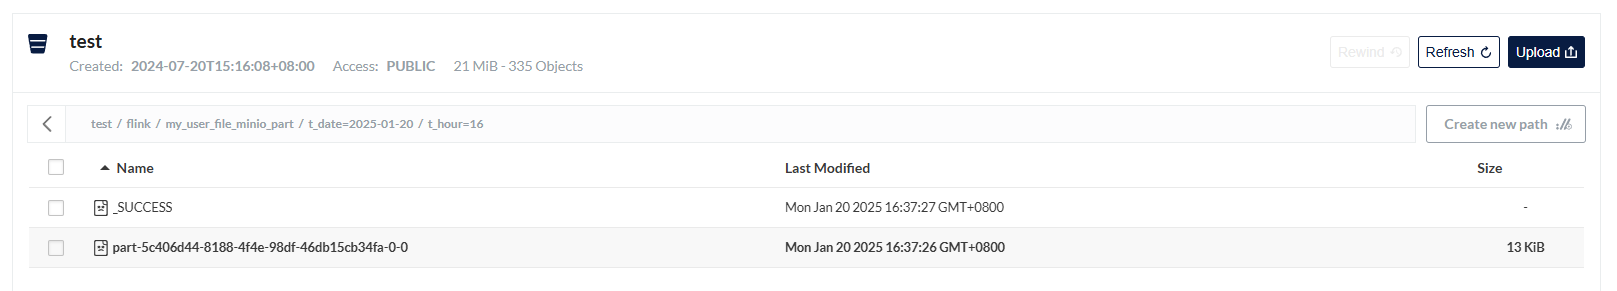 test
Created: 2024-07-20T15:16:08+08:00 Access: PUBLIC 21 MiB - 335 Objects
Rewind Refresh Upload
test / flink / my_user_file_minio_part / t_date=2025-01-20 / t_hour=16
Create new path
Name Last Modified Size
_SUCCESS Mon Jan 20 2025 16:37:27 GMT+0800 -
part-5c406d44-8188-4f4e-98df-46db15cb34fa-0-0 Mon Jan 20 2025 16:37:26 GMT+0800 13 KiB